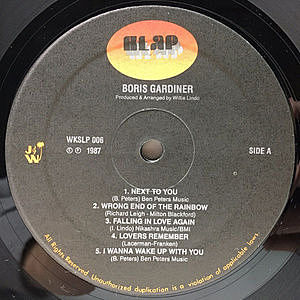 KLAP
BORIS GARDINER
Produced & Arranged by Willie Lindo
WKSLP 006
℗ © 1987
SIDE A
J W
1. NEXT TO YOU
(B. Peters) Ben Peters Music
2. WRONG END OF THE RAINBOW
(Richard Leigh - Milton Blackford)
3. FALLING IN LOVE AGAIN
(I. Lindo) Nikashra Music/BMI
4. LOVERS REMEMBER
(Lacerman-Franken)
5. I WANNA WAKE UP WITH YOU
(B. Peters) Ben Peters Music
All Rights Reserved. Unauthorized duplication is a violation of applicable laws.